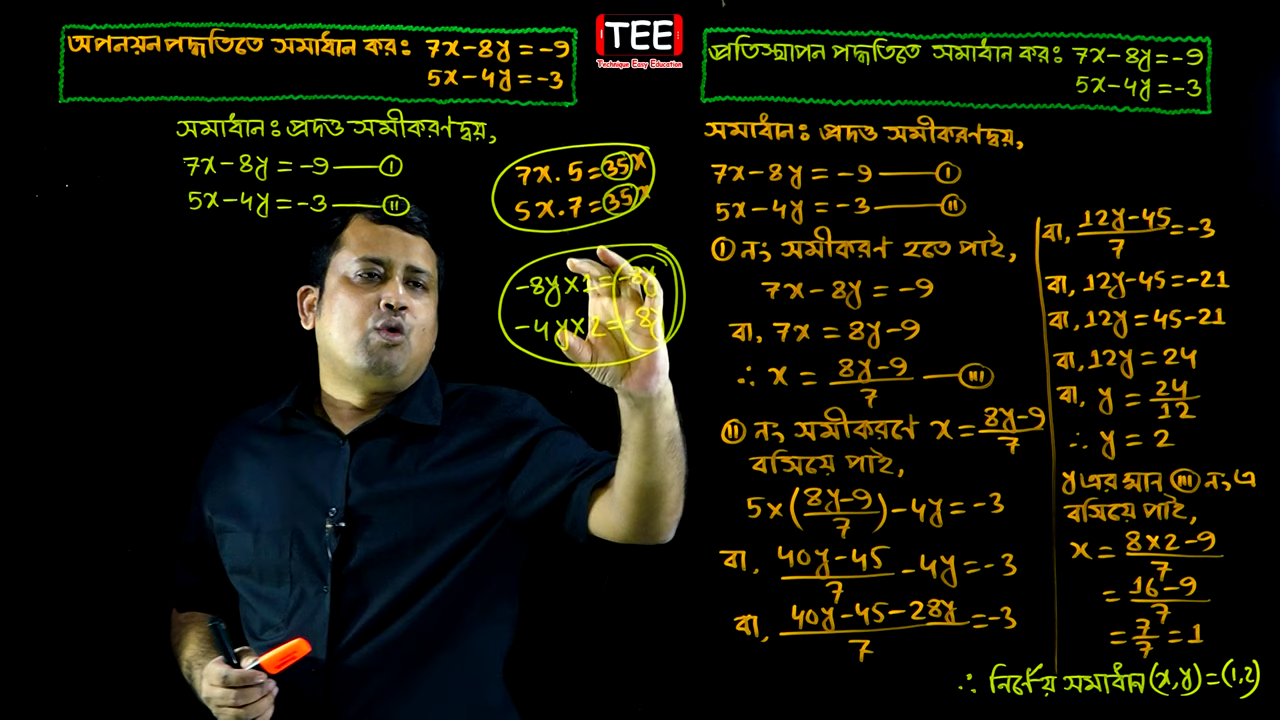 অপনয়ন পদ্ধতিতে সমাধান কর: 7x-8y=-9
5x-4y=-3
সমাধান: প্রদত্ত সমীকরণদ্বয়,
7x-8y=-9 — (I)
5x-4y=-3 — (II)
7x.5=35x
5x.7=35x
-8y×1=-8y
-4y×2=-8y
TEE
Technique Easy Education
প্রতিস্থাপন পদ্ধতিতে সমাধান কর: 7x-8y=-9
5x-4y=-3
সমাধান: প্রদত্ত সমীকরণদ্বয়,
7x-8y=-9 — (I)
5x-4y=-3 — (II)
(I) নং সমীকরণ হতে পাই,
7x-8y=-9
বা, 7x=8y-9
∴ x = (8y-9)/7 — (III)
(II) নং সমীকরণে x=(8y-9)/7
বসিয়ে পাই,
5×((8y-9)/7)-4y=-3
বা, (40y-45)/7-4y=-3
বা, (40y-45-28y)/7=-3
বা, (12y-45)/7=-3
বা, 12y-45=-21
বা, 12y=45-21
বা, 12y=24
বা, y=24/12
∴ y=2
y এর মান (III) নং এ
বসিয়ে পাই,
x=(8×2-9)/7
=(16-9)/7
=7/7=1
∴ নির্ণেয় সমাধান (x,y)=(1,2)